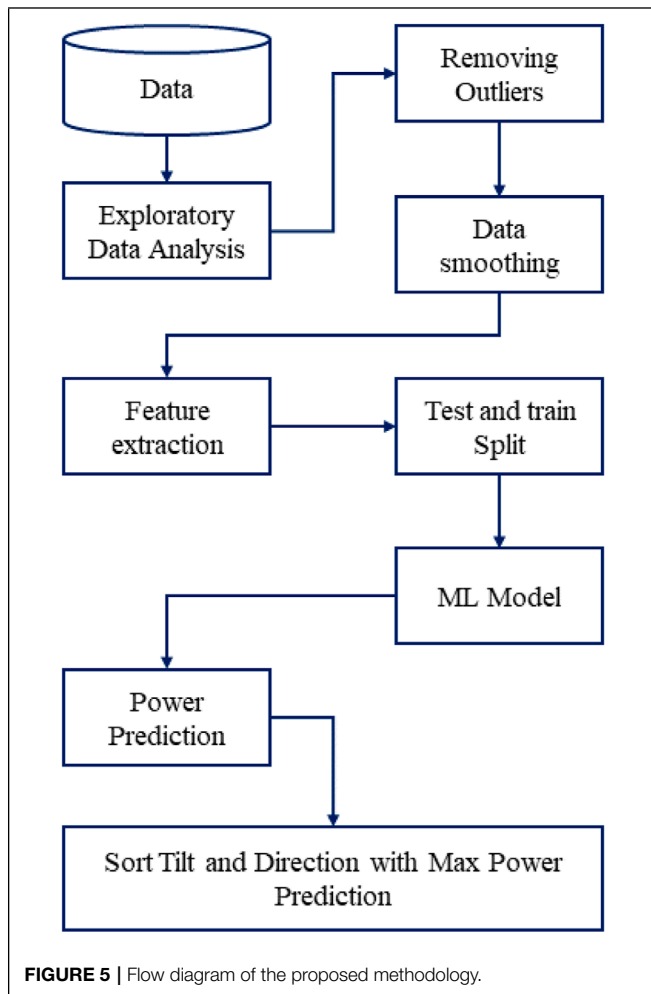 Data
Exploratory
Data Analysis
Removing
Outliers
Data
smoothing
Feature
extraction
Test and train
Split
ML Model
Power
Prediction
Sort Tilt and Direction with Max Power
Prediction
FIGURE 5 | Flow diagram of the proposed methodology.